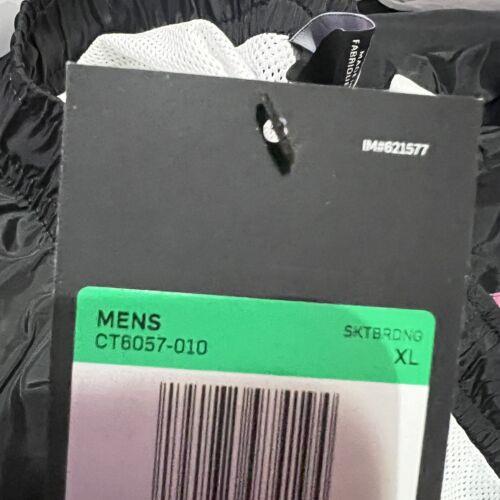 IM#621577
MENS
CT6057-010
SKTBRDNG
XL